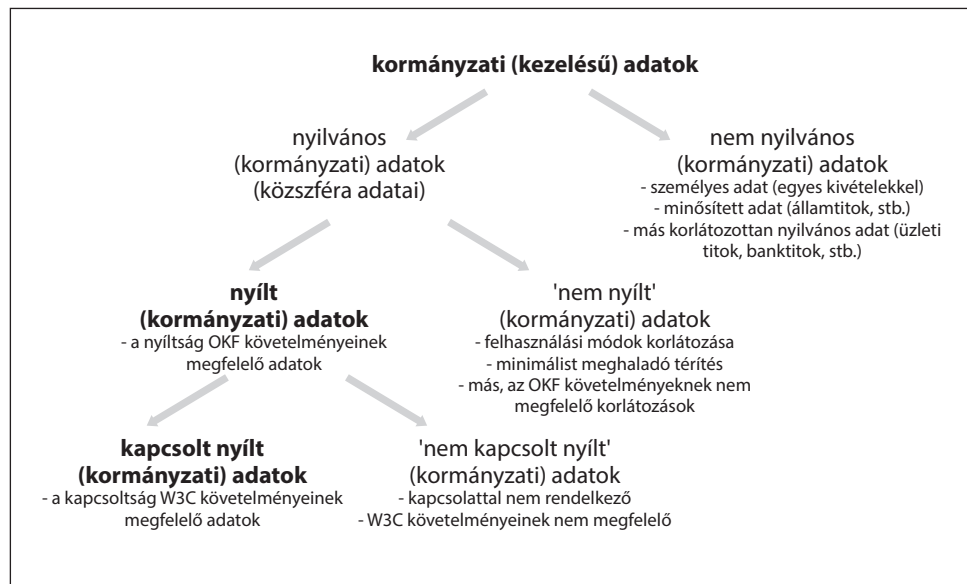 kormányzati (kezelésű) adatok
nyilvános
(kormányzati) adatok
(közszféra adatai)
nem nyilvános
(kormányzati) adatok
- személyes adat (egyes kivételekkel)
- minősített adat (államtitok, stb.)
- más korlátozottan nyilvános adat (üzleti
titok, banktitok, stb.)
nyílt
(kormányzati) adatok
- a nyíltság OKF követelményeinek
megfelelő adatok
'nem nyílt'
(kormányzati) adatok
- felhasználási módok korlátozása
- minimálist meghaladó térítés
- más, az OKF követelményeknek nem
megfelelő korlátozások
kapcsolt nyílt
(kormányzati) adatok
- a kapcsoltság W3C követelményeinek
megfelelő adatok
'nem kapcsolt nyílt'
(kormányzati) adatok
- kapcsolattal nem rendelkező
- W3C követelményeinek nem megfelelő